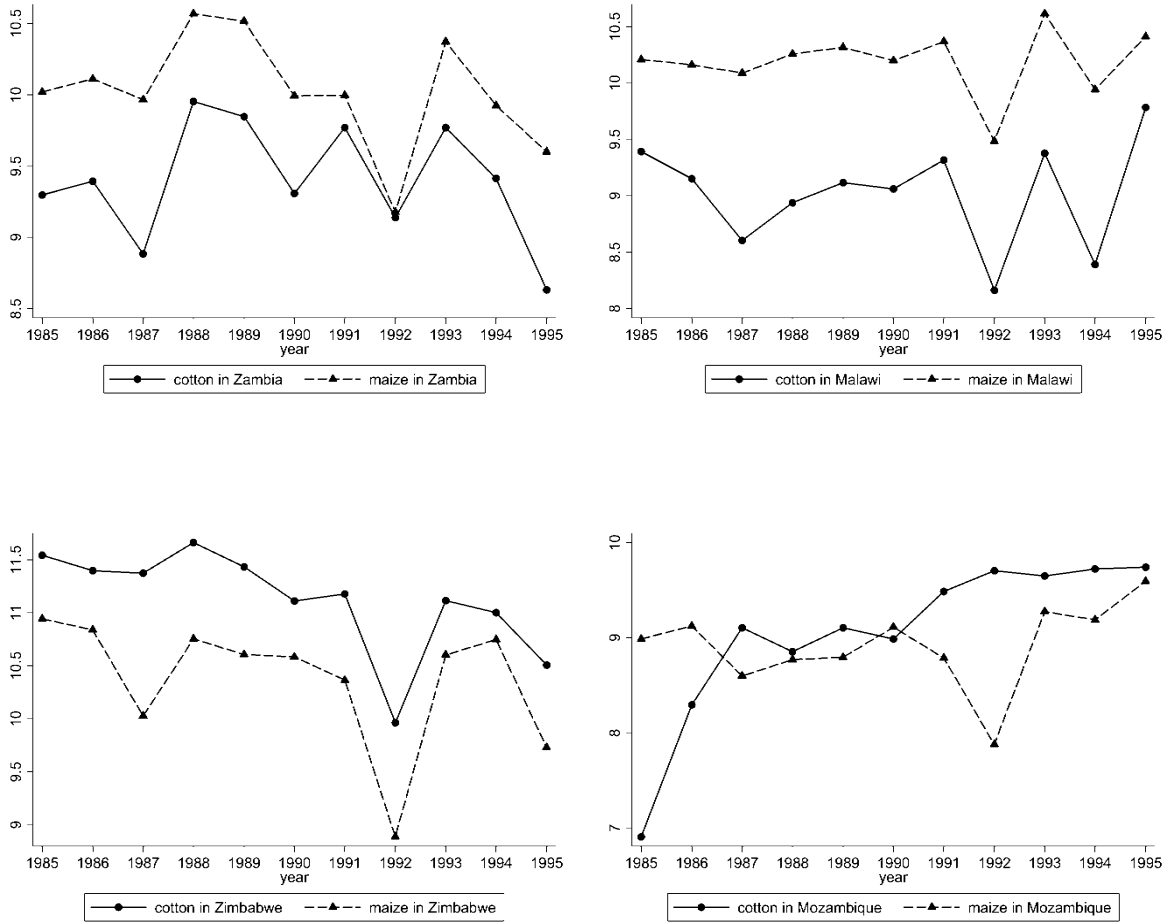 10.5
10
9.5
9
8.5
1985 1986 1987 1988 1989 1990 1991 1992 1993 1994 1995
year
cotton in Zambia maize in Zambia
10.5
10
9.5
9
8.5
8
1985 1986 1987 1988 1989 1990 1991 1992 1993 1994 1995
year
cotton in Malawi maize in Malawi
11.5
11
10.5
10
9.5
9
1985 1986 1987 1988 1989 1990 1991 1992 1993 1994 1995
year
cotton in Zimbabwe maize in Zimbabwe
10
9
8
7
1985 1986 1987 1988 1989 1990 1991 1992 1993 1994 1995
year
cotton in Mozambique maize in Mozambique